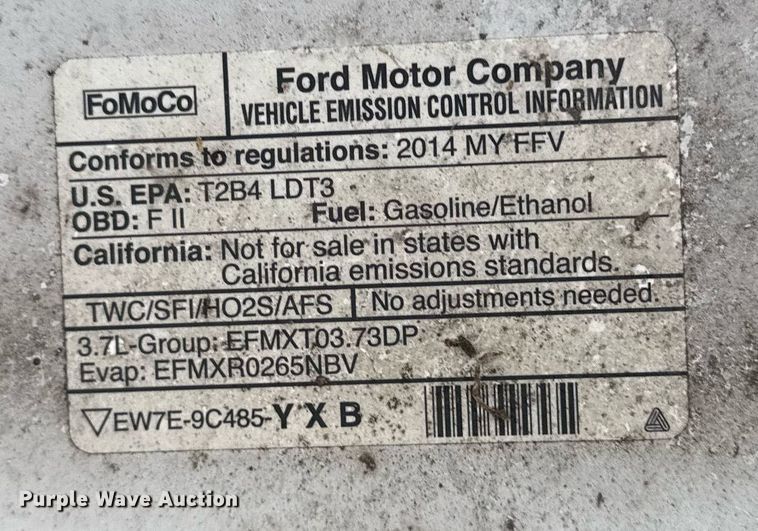 FoMoCo
Ford Motor Company
VEHICLE EMISSION CONTROL INFORMATION
Conforms to regulations: 2014 MY FFV
U.S. EPA: T2B4 LDT3
OBD: F II Fuel: Gasoline/Ethanol
California: Not for sale in states with
California emissions standards.
TWC/SFI/HO2S/AFS No adjustments needed.
3.7L-Group: EFMXT03.73DP
Evap: EFMXR0265NBV
EW7E-9C485-Y X B
Purple Wave Auction